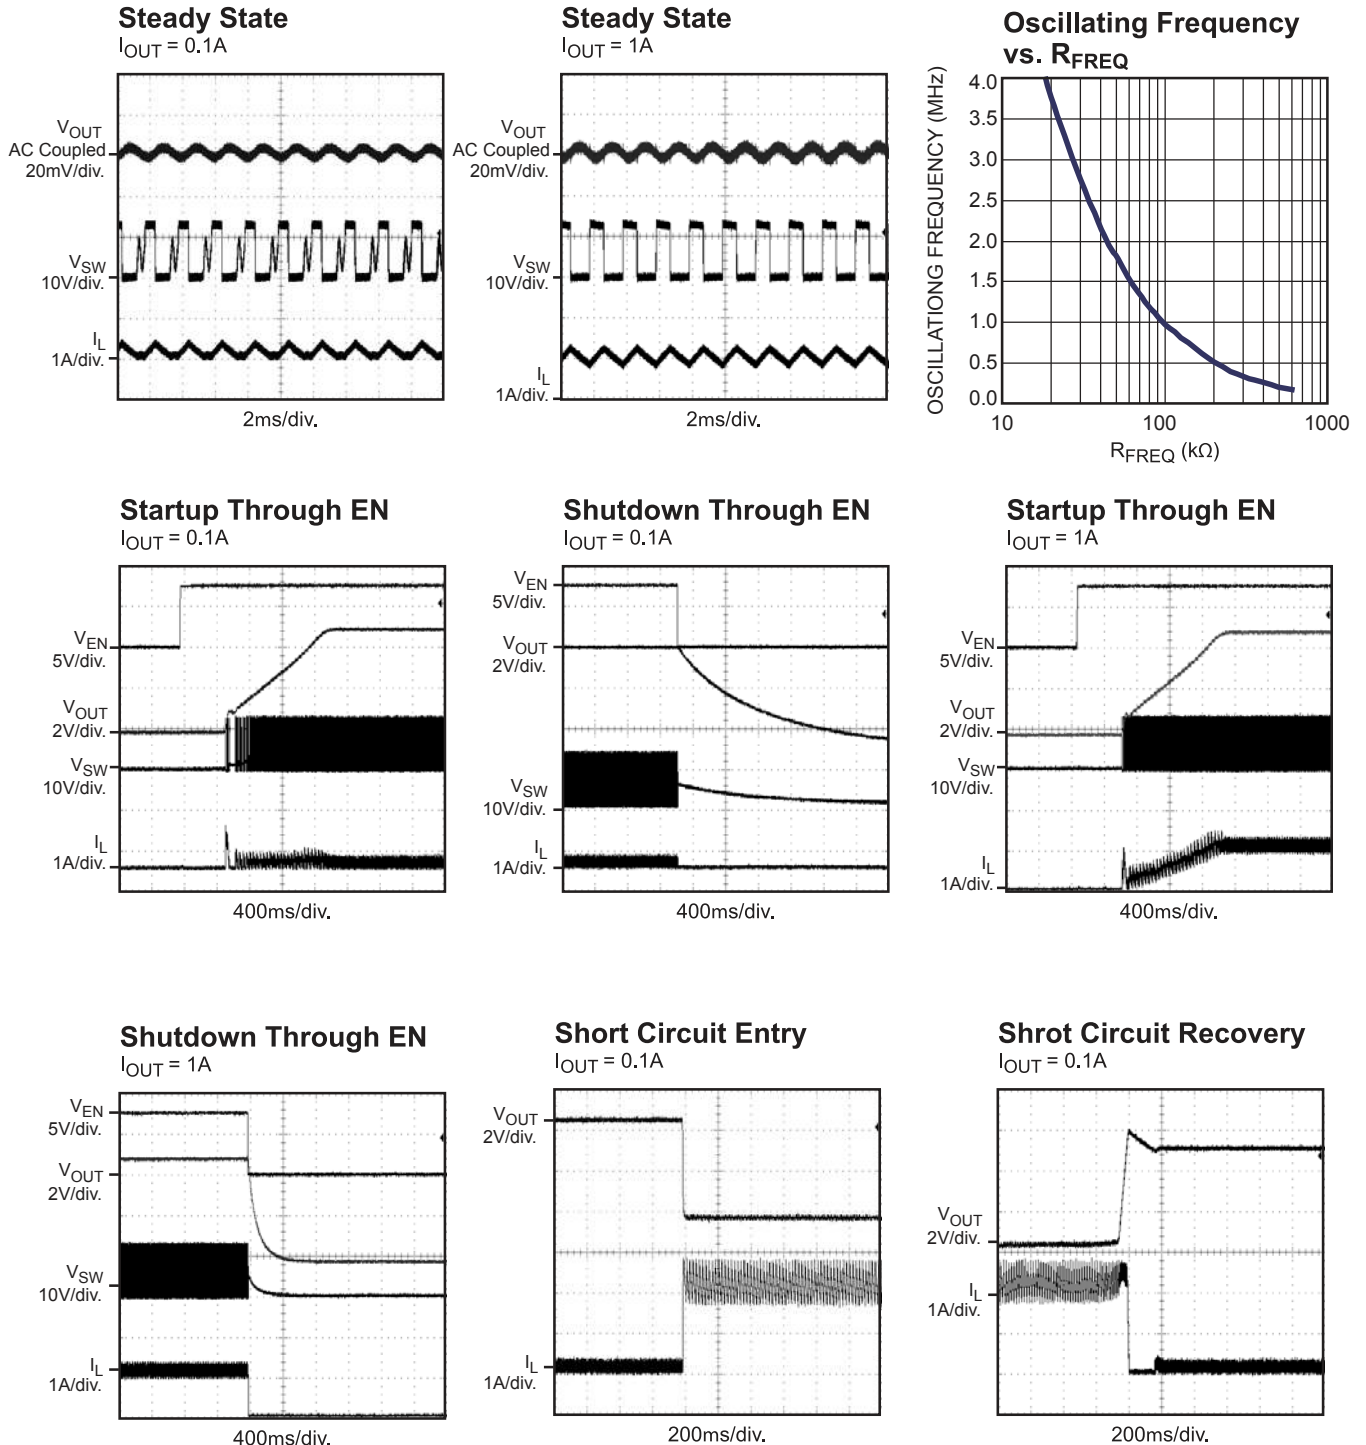 Steady State
IOUT = 0.1A
VOUT
AC Coupled
20mV/div.
VSW
10V/div.
IL
1A/div.
2ms/div.
Steady State
IOUT = 1A
VOUT
AC Coupled
20mV/div.
VSW
10V/div.
IL
1A/div.
2ms/div.
Oscillating Frequency
vs. RFREQ
OSCILLATIONG FREQUENCY (MHz)
4.0
3.5
3.0
2.5
2.0
1.5
1.0
0.5
0.0
10
100
1000
RFREQ (kΩ)
Startup Through EN
IOUT = 0.1A
VEN
5V/div.
VOUT
2V/div.
VSW
10V/div.
IL
1A/div.
400ms/div.
Shutdown Through EN
IOUT = 0.1A
VEN
5V/div.
VOUT
2V/div.
VSW
10V/div.
IL
1A/div.
400ms/div.
Startup Through EN
IOUT = 1A
VEN
5V/div.
VOUT
2V/div.
VSW
10V/div.
IL
1A/div.
400ms/div.
Shutdown Through EN
IOUT = 1A
VEN
5V/div.
VOUT
2V/div.
VSW
10V/div.
IL
1A/div.
400ms/div.
Short Circuit Entry
IOUT = 0.1A
VOUT
2V/div.
IL
1A/div.
200ms/div.
Shrot Circuit Recovery
IOUT = 0.1A
VOUT
2V/div.
IL
1A/div.
200ms/div.